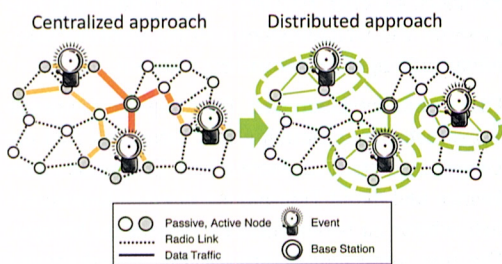 Centralized approach
Distributed approach
Passive, Active Node
Event
Radio Link
Base Station
Data Traffic